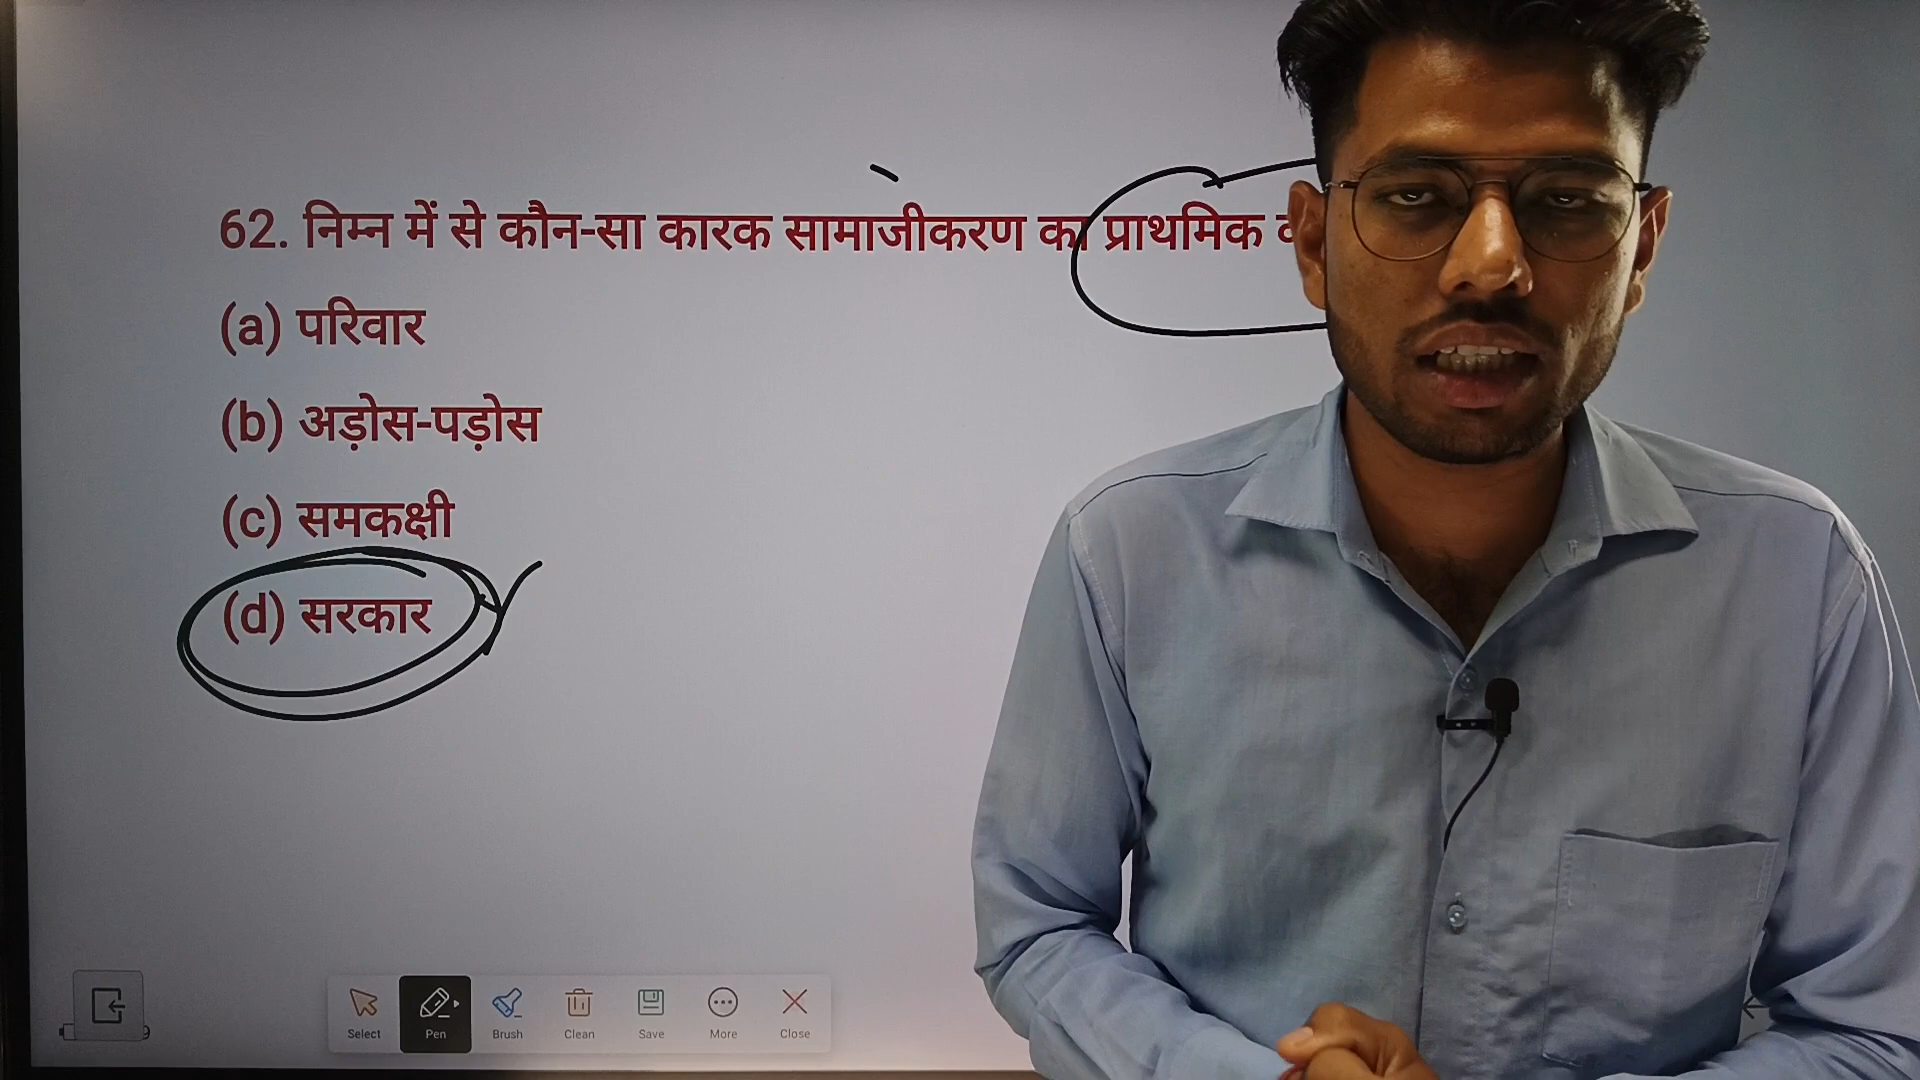 62. निम्न में से कौन-सा कारक सामाजीकरण का प्राथमिक
(a) परिवार
(b) अड़ोस-पड़ोस
(c) समकक्षी
(d) सरकार
Select Pen Brush Clean Save More Close